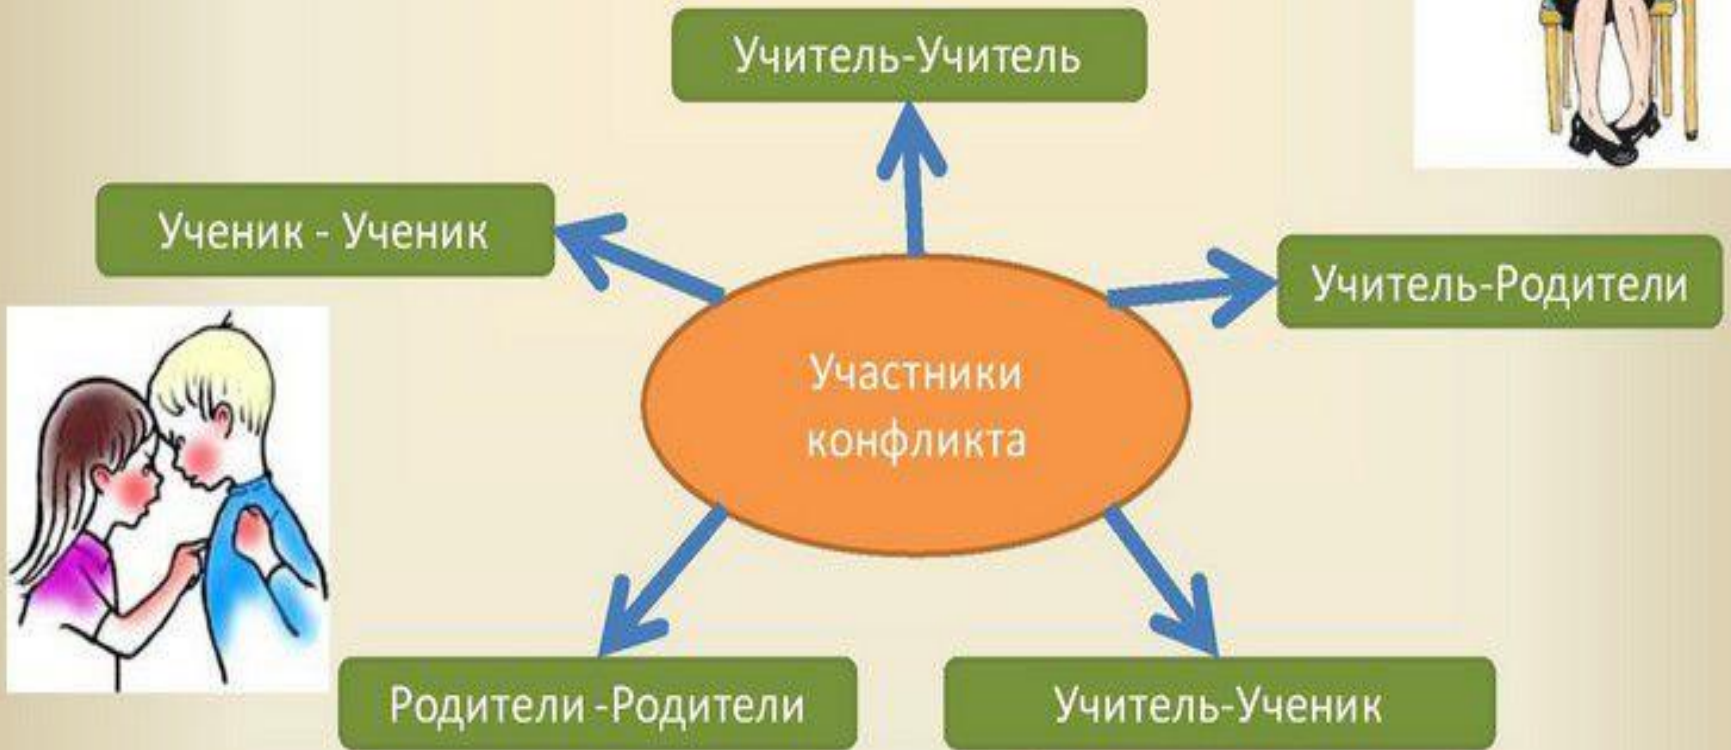 Учитель-Учитель
Ученик - Ученик
Учитель-Родители
Участники
конфликта
Родители -Родители
Учитель-Ученик